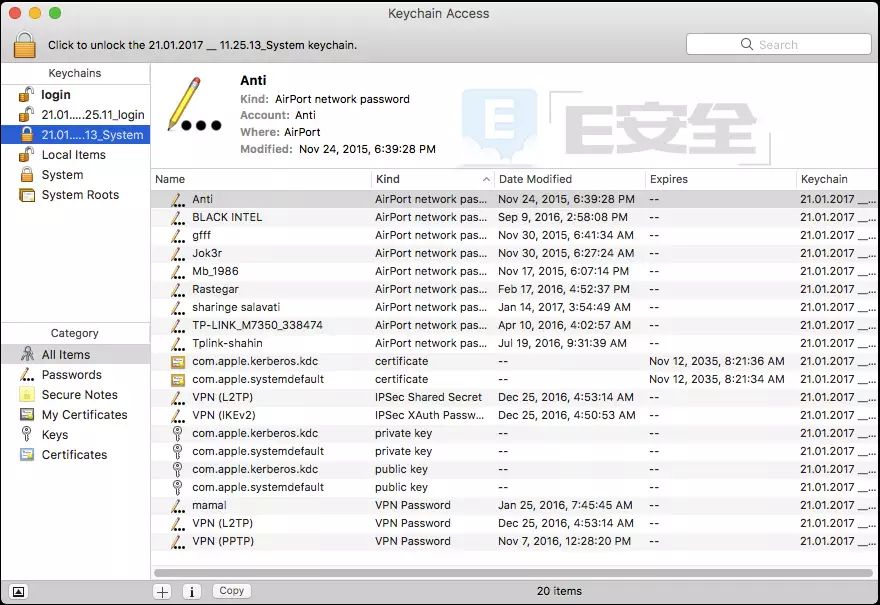 Keychain Access
Click to unlock the 21.01.2017 __ 11.25.13_System keychain.
Search
Keychains
login
21.01.....25.11_login
21.01.....13_System
Local Items
System
System Roots
Anti
Kind: AirPort network password
Account: Anti
Where: AirPort
Modified: Nov 24, 2015, 6:39:28 PM
E
E安全
Name Kind Date Modified Expires Keychain
Anti AirPort network pas... Nov 24, 2015, 6:39:28 PM -- 21.01.2017 __...
BLACK INTEL AirPort network pas... Sep 9, 2016, 2:58:08 PM -- 21.01.2017 __...
gfff AirPort network pas... Nov 30, 2015, 6:41:34 AM -- 21.01.2017 __...
Jok3r AirPort network pas... Nov 30, 2015, 6:27:24 AM -- 21.01.2017 __...
Mb_1986 AirPort network pas... Nov 17, 2015, 6:07:14 PM -- 21.01.2017 __...
Rastegar AirPort network pas... Feb 17, 2016, 4:52:37 PM -- 21.01.2017 __...
sharinge salavati AirPort network pas... Jan 14, 2017, 3:54:49 AM -- 21.01.2017 __...
TP-LINK_M7350_338474 AirPort network pas... Apr 10, 2016, 4:02:57 AM -- 21.01.2017 __...
Tplink-shahin AirPort network pas... Jul 19, 2016, 9:31:39 AM -- 21.01.2017 __...
com.apple.kerberos.kdc certificate -- Nov 12, 2035, 8:21:36 AM 21.01.2017 __...
com.apple.systemdefault certificate -- Nov 12, 2035, 8:21:34 AM 21.01.2017 __...
VPN (L2TP) IPSec Shared Secret Dec 25, 2016, 4:53:14 AM -- 21.01.2017 __...
VPN (IKEv2) IPSec XAuth Passw... Dec 25, 2016, 4:50:53 AM -- 21.01.2017 __...
com.apple.kerberos.kdc private key -- -- 21.01.2017 __...
com.apple.systemdefault private key -- -- 21.01.2017 __...
com.apple.kerberos.kdc public key -- -- 21.01.2017 __...
com.apple.systemdefault public key -- -- 21.01.2017 __...
mamal VPN Password Jan 25, 2016, 7:45:45 AM -- 21.01.2017 __...
VPN (L2TP) VPN Password Dec 25, 2016, 4:53:14 AM -- 21.01.2017 __...
VPN (PPTP) VPN Password Nov 7, 2016, 12:28:20 PM -- 21.01.2017 __...
Category
All Items
Passwords
Secure Notes
My Certificates
Keys
Certificates
Copy
20 items